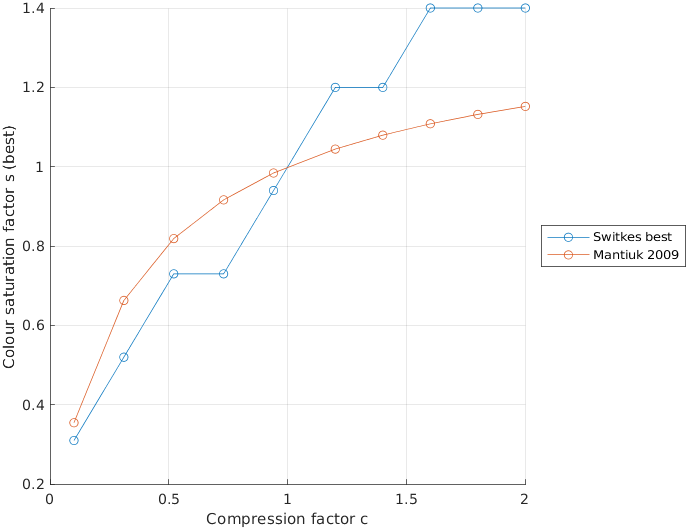 1.4
1.2
1
0.8
0.6
0.4
0.2
Colour saturation factor s (best)
0 0.5 1 1.5 2
Compression factor c
Switkes best
Mantiuk 2009